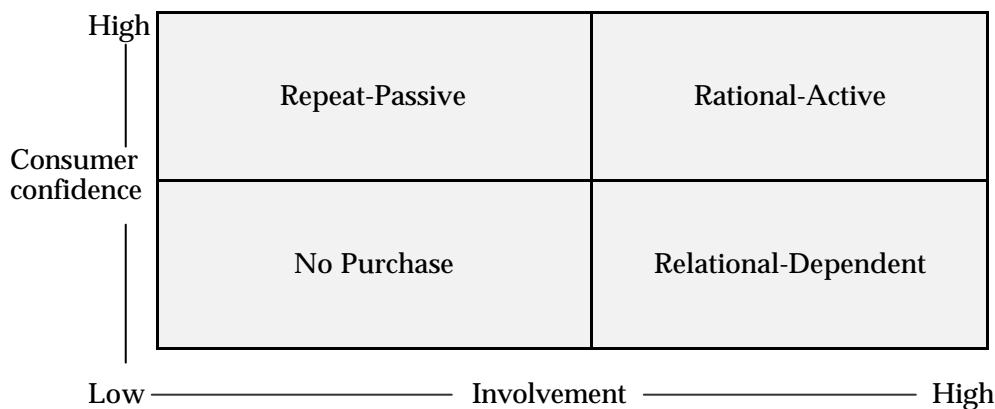 High
Repeat-Passive
Rational-Active
Consumer
confidence
No Purchase
Relational-Dependent
Low
Involvement
High